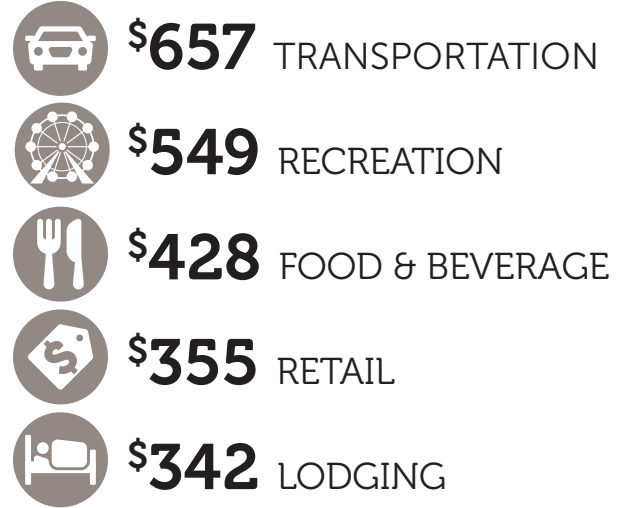 $657 TRANSPORTATION
$549 RECREATION
$428 FOOD & BEVERAGE
$355 RETAIL
$342 LODGING